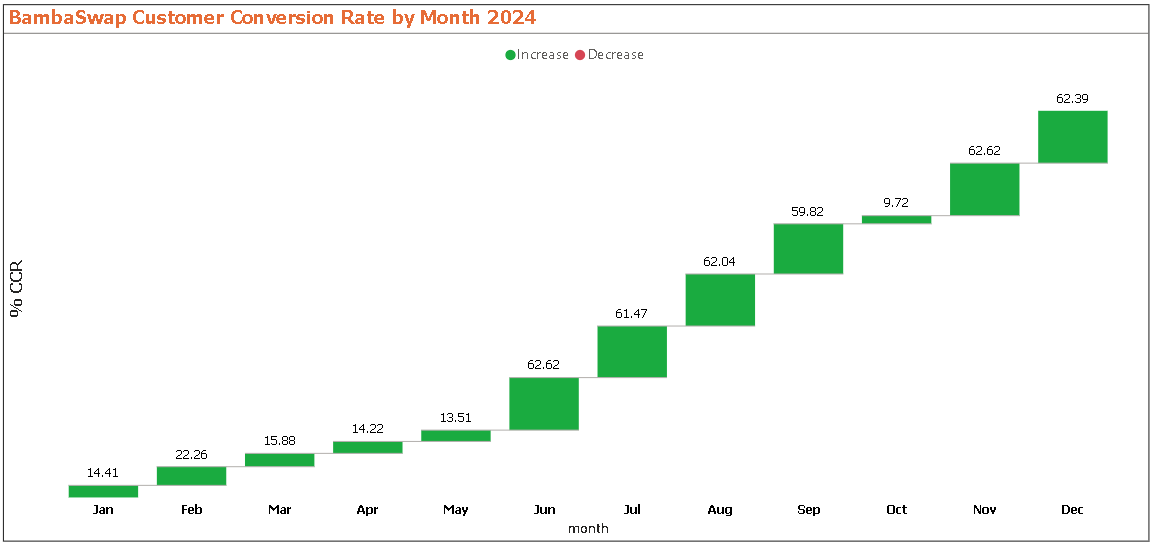 BambaSwap Customer Conversion Rate by Month 2024
Increase Decrease
62.39
62.62
9.72
59.82
62.04
61.47
62.62
13.51
14.22
15.88
22.26
14.41
% CCR
Jan Feb Mar Apr May Jun Jul Aug Sep Oct Nov Dec
month